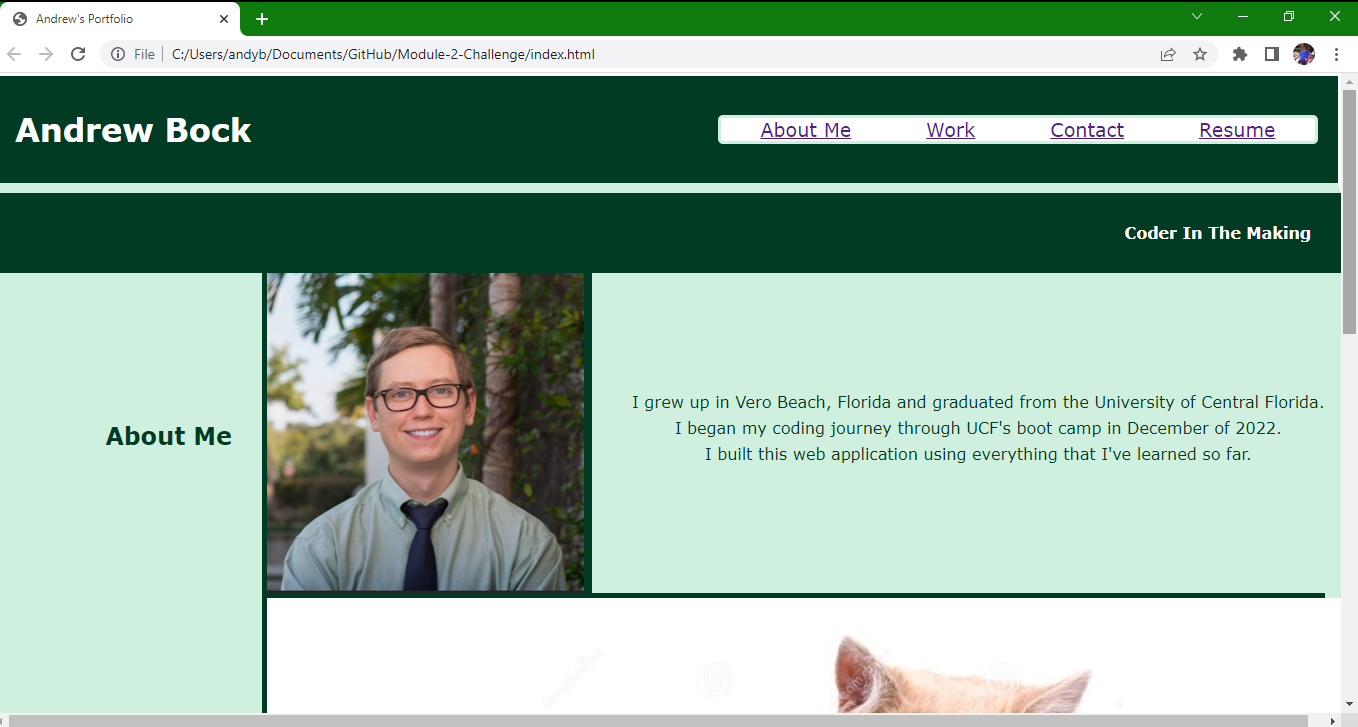 Andrew's Portfolio
File C:/Users/andyb/Documents/GitHub/Module-2-Challenge/index.html
Andrew Bock
About Me Work Contact Resume
Coder In The Making
About Me
I grew up in Vero Beach, Florida and graduated from the University of Central Florida.
I began my coding journey through UCF's boot camp in December of 2022.
I built this web application using everything that I've learned so far.